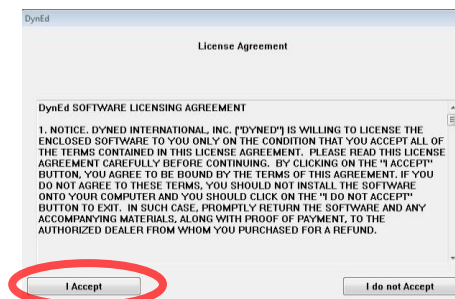 DynEd
License Agreement
DynEd SOFTWARE LICENSING AGREEMENT
1. NOTICE. DYNED INTERNATIONAL, INC. ("DYNED") IS WILLING TO LICENSE THE
ENCLOSED SOFTWARE TO YOU ONLY ON THE CONDITION THAT YOU ACCEPT ALL OF
THE TERMS CONTAINED IN THIS LICENSE AGREEMENT. PLEASE READ THIS LICENSE
AGREEMENT CAREFULLY BEFORE CONTINUING. BY CLICKING ON THE "I ACCEPT"
BUTTON, YOU AGREE TO BE BOUND BY THE TERMS OF THIS AGREEMENT. IF YOU
DO NOT AGREE TO THESE TERMS, YOU SHOULD NOT INSTALL THE SOFTWARE
ONTO YOUR COMPUTER AND YOU SHOULD CLICK ON THE "I DO NOT ACCEPT"
BUTTON TO EXIT. IN SUCH CASE, PROMPTLY RETURN THE SOFTWARE AND ANY
ACCOMPANYING MATERIALS, ALONG WITH PROOF OF PAYMENT, TO THE
AUTHORIZED DEALER FROM WHOM YOU PURCHASED FOR A REFUND.
I Accept
I do not Accept